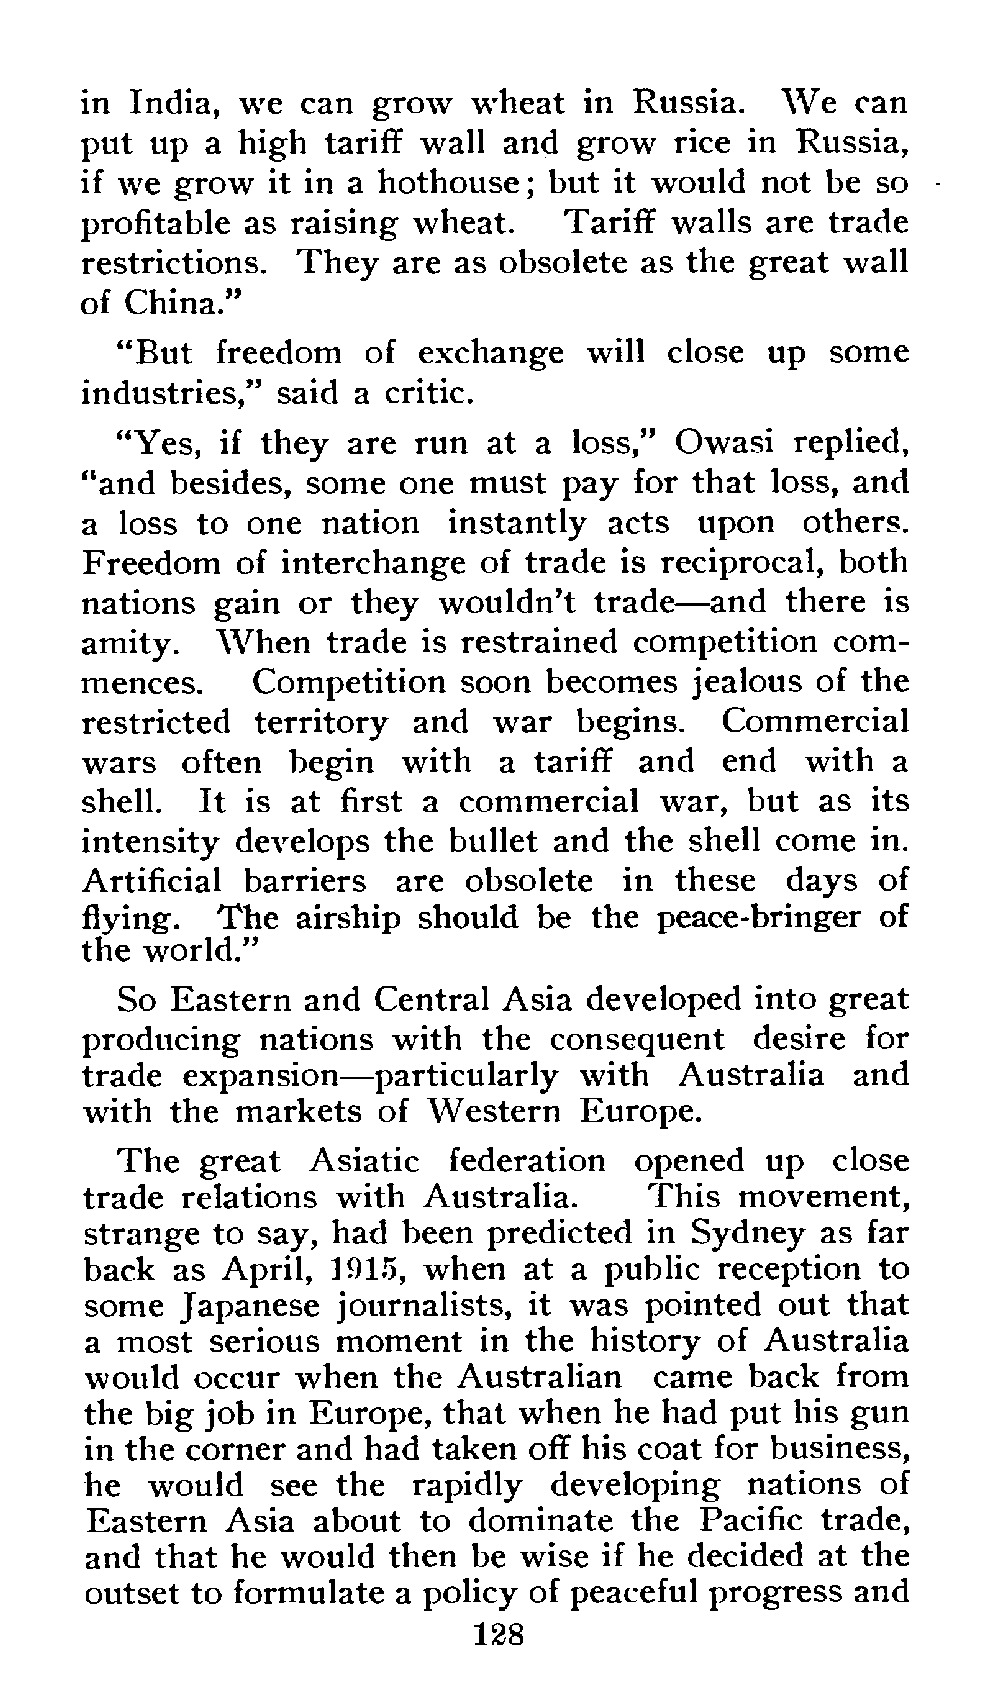 in India, we can grow wheat in Russia. We can
put up a high tariff wall and grow rice in Russia,
if we grow it in a hothouse; but it would not be so
profitable as raising wheat. Tariff walls are trade
restrictions. They are as obsolete as the great wall
of China.”
“But freedom of exchange will close up some
industries,” said a critic.
“Yes, if they are run at a loss,” Owasi replied,
“and besides, some one must pay for that loss, and
a loss to one nation instantly acts upon others.
Freedom of interchange of trade is reciprocal, both
nations gain or they wouldn’t trade—and there is
amity. When trade is restrained competition com-
mences. Competition soon becomes jealous of the
restricted territory and war begins. Commercial
wars often begin with a tariff and end with a
shell. It is at first a commercial war, but as its
intensity develops the bullet and the shell come in.
Artificial barriers are obsolete in these days of
flying. The airship should be the peace-bringer of
the world.”
So Eastern and Central Asia developed into great
producing nations with the consequent desire for
trade expansion—particularly with Australia and
with the markets of Western Europe.
The great Asiatic federation opened up close
trade relations with Australia. This movement,
strange to say, had been predicted in Sydney as far
back as April, 1915, when at a public reception to
some Japanese journalists, it was pointed out that
a most serious moment in the history of Australia
would occur when the Australian came back from
the big job in Europe, that when he had put his gun
in the corner and had taken off his coat for business,
he would see the rapidly developing nations of
Eastern Asia about to dominate the Pacific trade,
and that he would then be wise if he decided at the
outset to formulate a policy of peaceful progress and
128